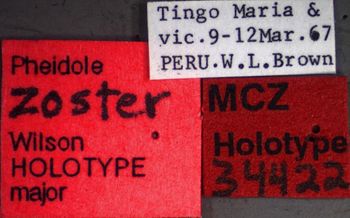 Tingo Maria &
vic.9-12Mar.67
PERU.W.L.Brown
Pheidole
zoster
Wilson
HOLOTYPE
major
MCZ
Holotype
34422